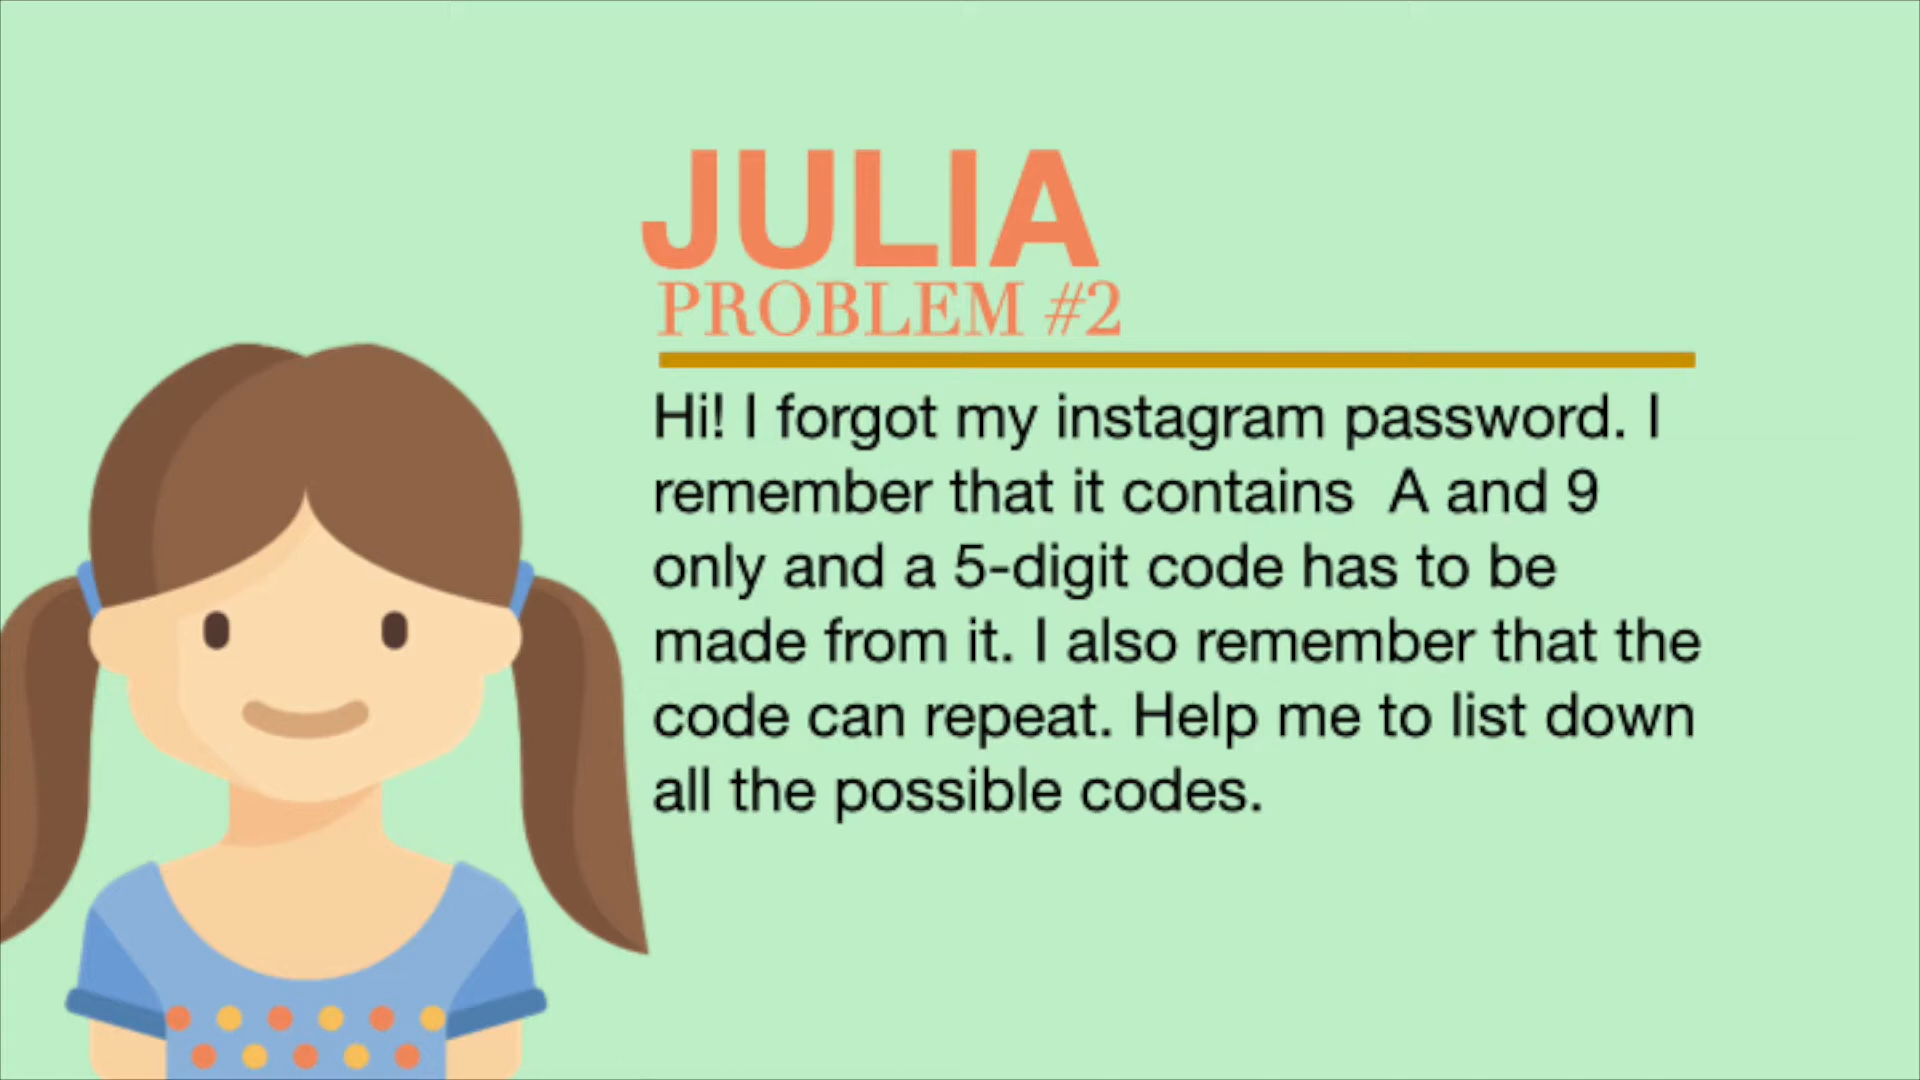 JULIA
PROBLEM #2
Hi! I forgot my instagram password. I
remember that it contains  A and 9
only and a 5-digit code has to be
made from it. I also remember that the
code can repeat. Help me to list down
all the possible codes.